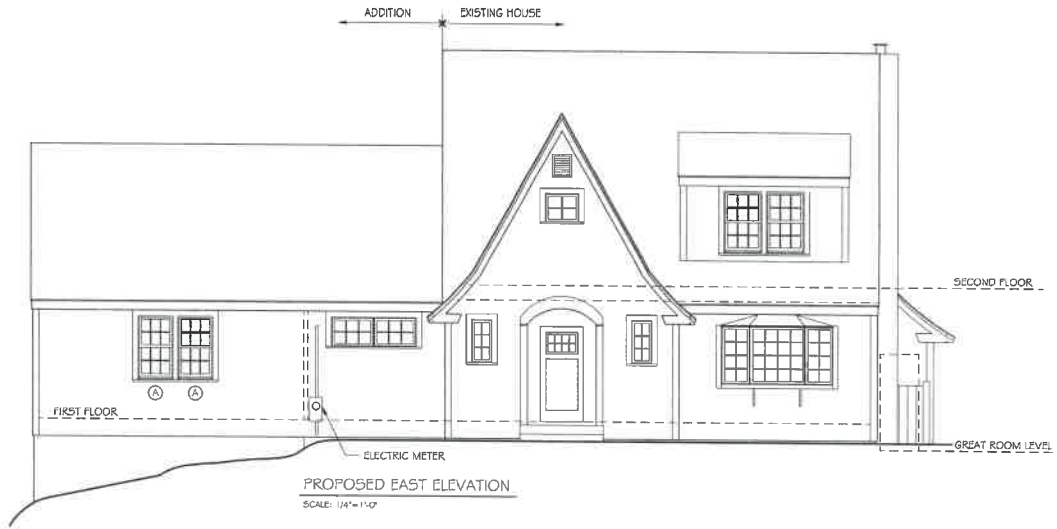 ADDITION
EXISTING HOUSE
SECOND FLOOR
A A
FIRST FLOOR
ELECTRIC METER
GREAT ROOM LEVEL
PROPOSED EAST ELEVATION
SCALE: 1/4"=1'-0"